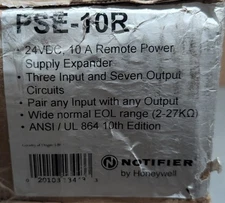 PSE-10R
• 24VDC, 10 A Remote Power
Supply Expander
• Three Input and Seven Output
Circuits
• Pair any Input with any Output
• Wide normal EOL range (2-27KΩ)
• ANSI / UL 864 10th Edition
NOTIFIER
by Honeywell